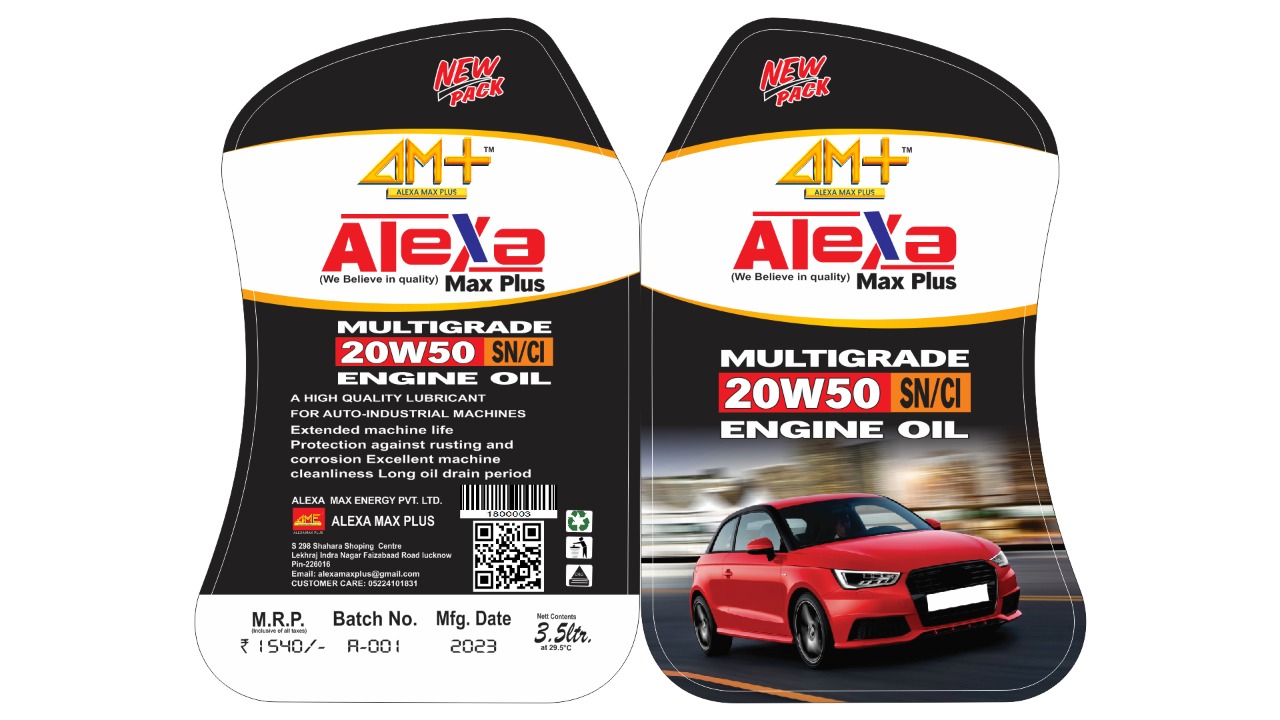 NEW
PACK
AM+ TM
ALEXA MAX PLUS
AleXa
(We Believe in quality) Max Plus
MULTIGRADE
20W50 SN/CI
ENGINE OIL
A HIGH QUALITY LUBRICANT
FOR AUTO-INDUSTRIAL MACHINES
Extended machine life
Protection against rusting and
corrosion Excellent machine
cleanliness Long oil drain period
ALEXA MAX ENERGY PVT. LTD.
AME
ALEXA MAX PLUS
S 298 Shahara Shoping Centre
Lekhraj Indra Nagar Faizabaad Road lucknow
Pin-226016
Email: alexamaxplus@gmail.com
CUSTOMER CARE: 05224101831
1800003
M.R.P.
(Inclusive of all taxes)
₹ 1540/-
Batch No.
A-001
Mfg. Date
2023
Nett Contents
3.5ltr.
at 29.5°C
NEW
PACK
AM+ TM
ALEXA MAX PLUS
AleXa
(We Believe in quality) Max Plus
MULTIGRADE
20W50 SN/CI
ENGINE OIL